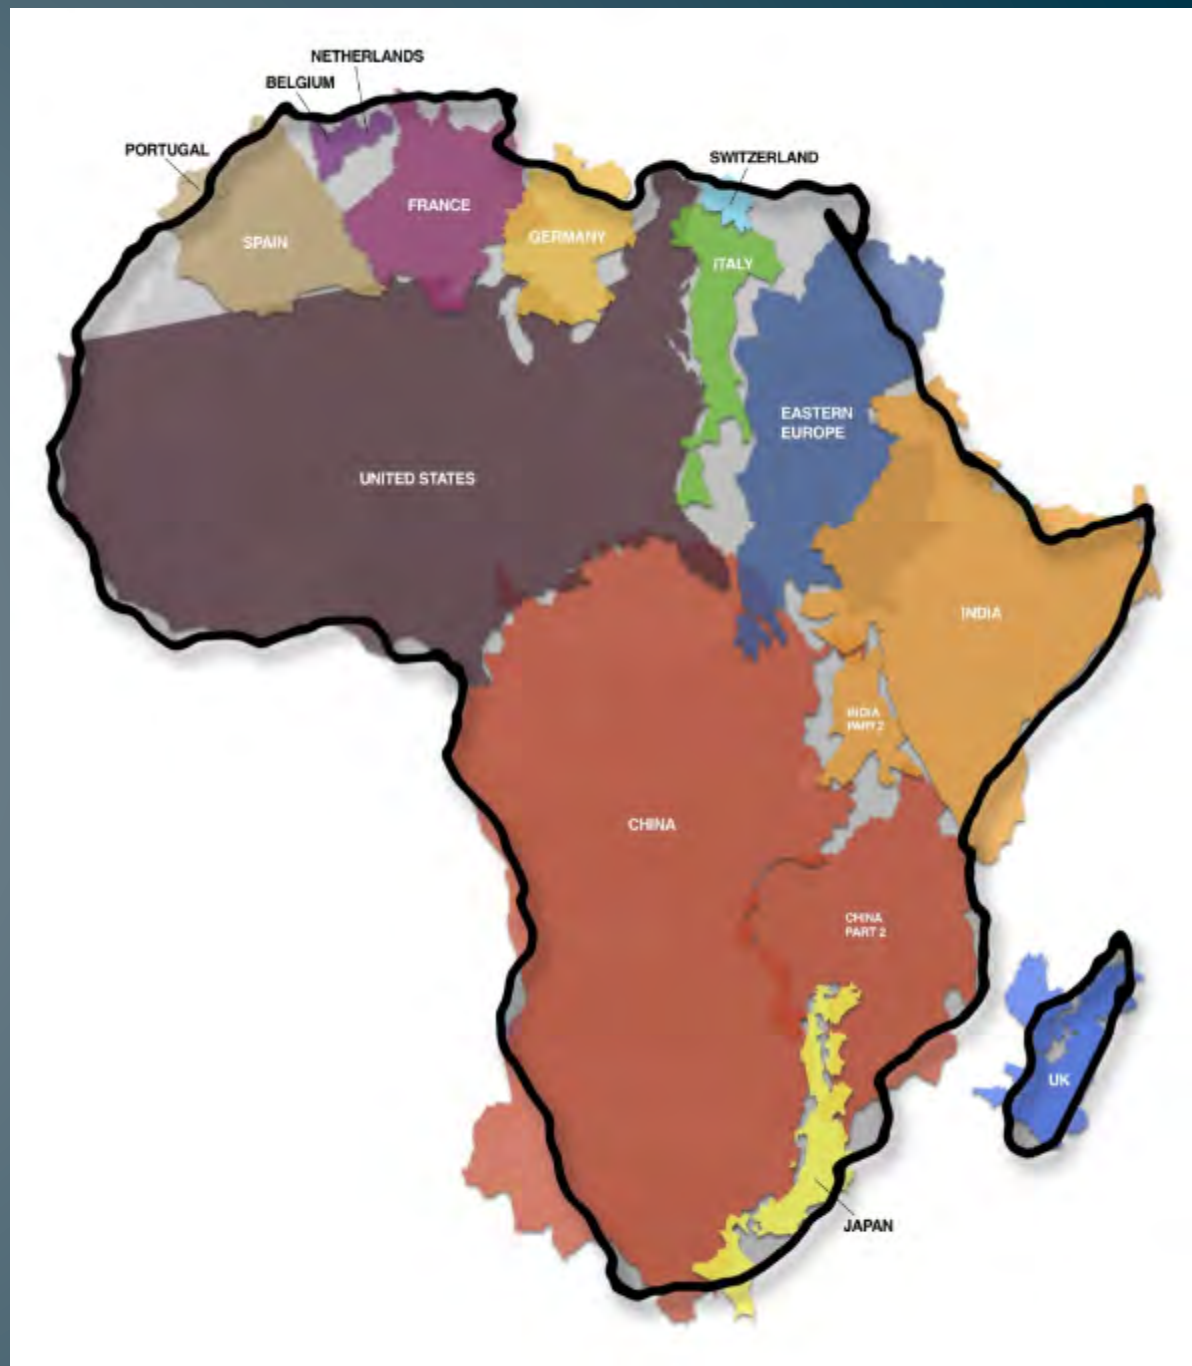 NETHERLANDS
BELGIUM
PORTUGAL
SWITZERLAND
FRANCE
GERMANY
SPAIN
ITALY
EASTERN
EUROPE
UNITED STATES
INDIA
INDIA
PART 2
CHINA
CHINA
PART 2
UK
JAPAN